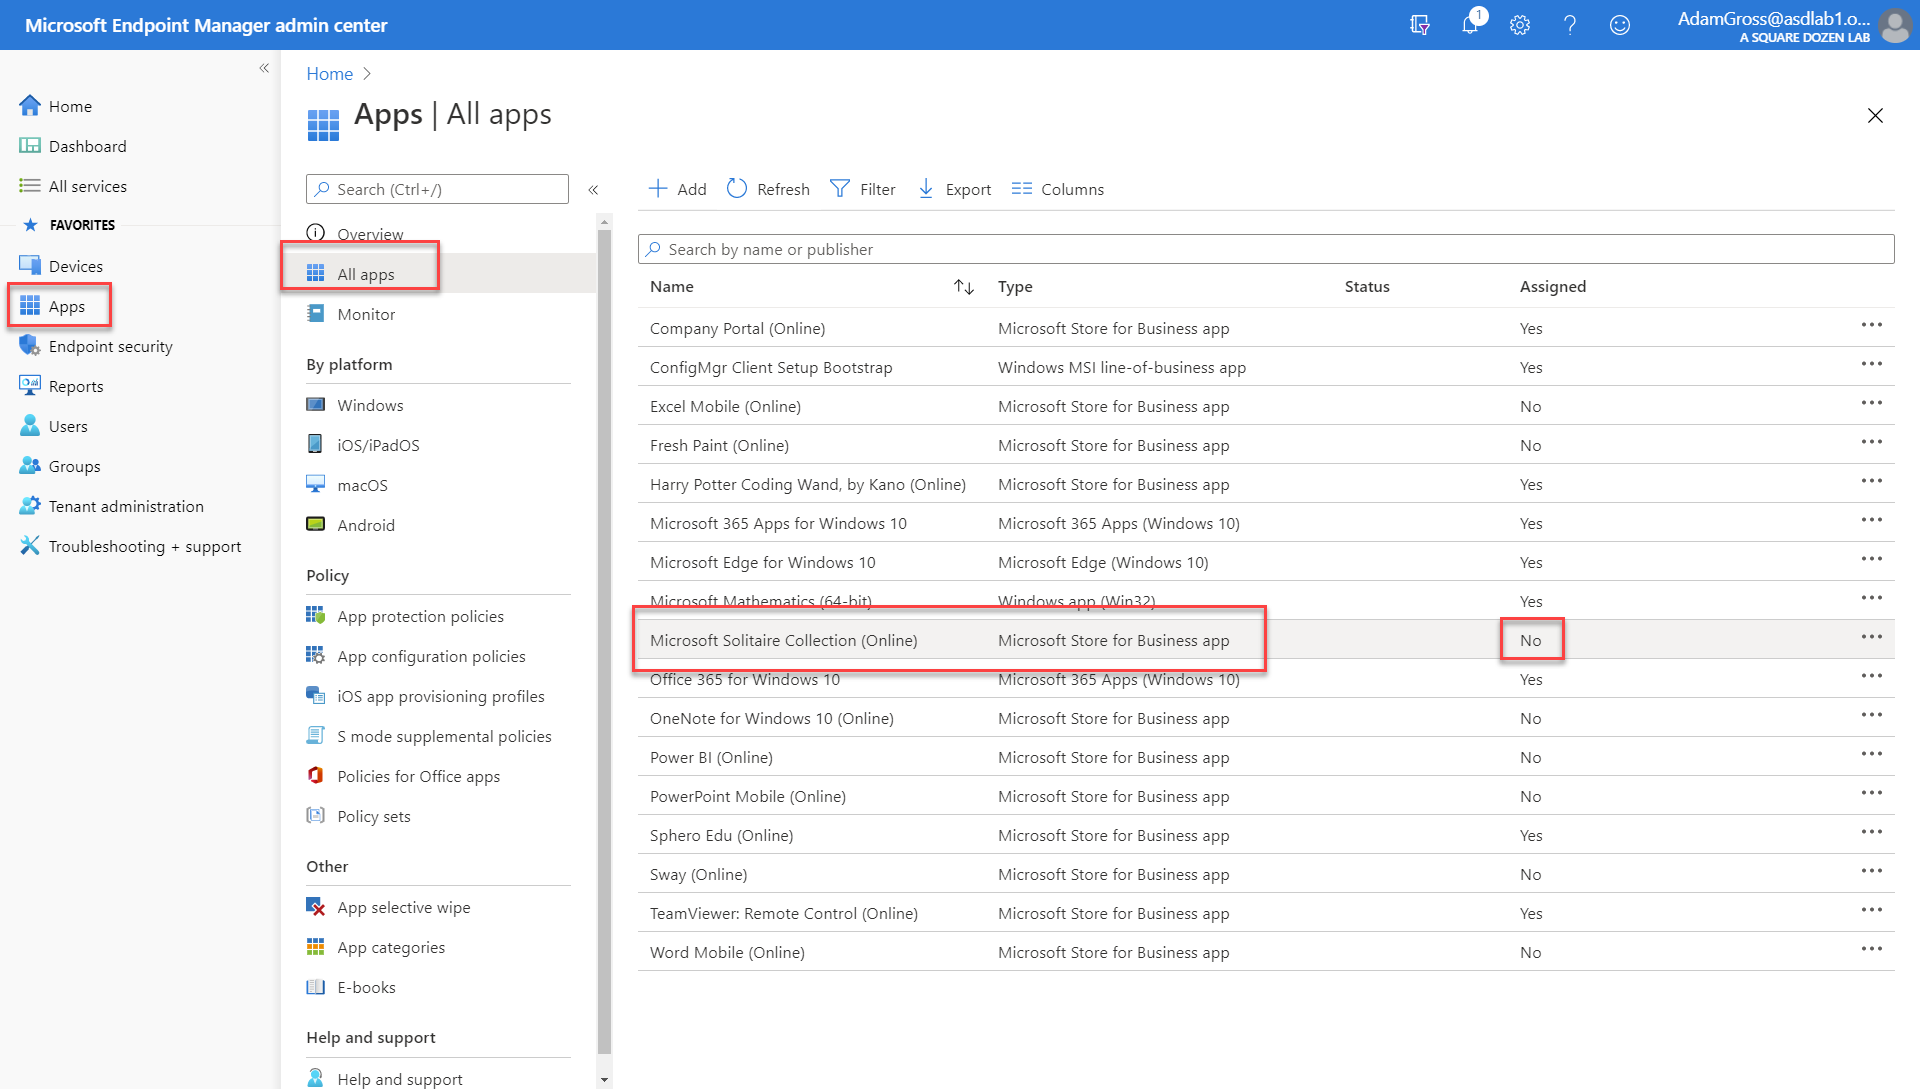 Microsoft Endpoint Manager admin center
1
AdamGross@asdlab1.o...
A SQUARE DOZEN LAB
Home
Dashboard
All services
FAVORITES
Devices
Apps
Endpoint security
Reports
Users
Groups
Tenant administration
Troubleshooting + support
Home
Apps | All apps
Search (Ctrl+/)
Overview
All apps
Monitor
By platform
Windows
iOS/iPadOS
macOS
Android
Policy
App protection policies
App configuration policies
iOS app provisioning profiles
S mode supplemental policies
Policies for Office apps
Policy sets
Other
App selective wipe
App categories
E-books
Help and support
Help and support
Add Refresh Filter Export Columns
Search by name or publisher
Name Type Status Assigned
Company Portal (Online) Microsoft Store for Business app Yes
ConfigMgr Client Setup Bootstrap Windows MSI line-of-business app Yes
Excel Mobile (Online) Microsoft Store for Business app No
Fresh Paint (Online) Microsoft Store for Business app No
Harry Potter Coding Wand, by Kano (Online) Microsoft Store for Business app Yes
Microsoft 365 Apps for Windows 10 Microsoft 365 Apps (Windows 10) Yes
Microsoft Edge for Windows 10 Microsoft Edge (Windows 10) Yes
Microsoft Mathematics (64-bit) Windows app (Win32) Yes
Microsoft Solitaire Collection (Online) Microsoft Store for Business app No
Office 365 for Windows 10 Microsoft 365 Apps (Windows 10) Yes
OneNote for Windows 10 (Online) Microsoft Store for Business app No
Power BI (Online) Microsoft Store for Business app No
PowerPoint Mobile (Online) Microsoft Store for Business app No
Sphero Edu (Online) Microsoft Store for Business app Yes
Sway (Online) Microsoft Store for Business app No
TeamViewer: Remote Control (Online) Microsoft Store for Business app Yes
Word Mobile (Online) Microsoft Store for Business app No